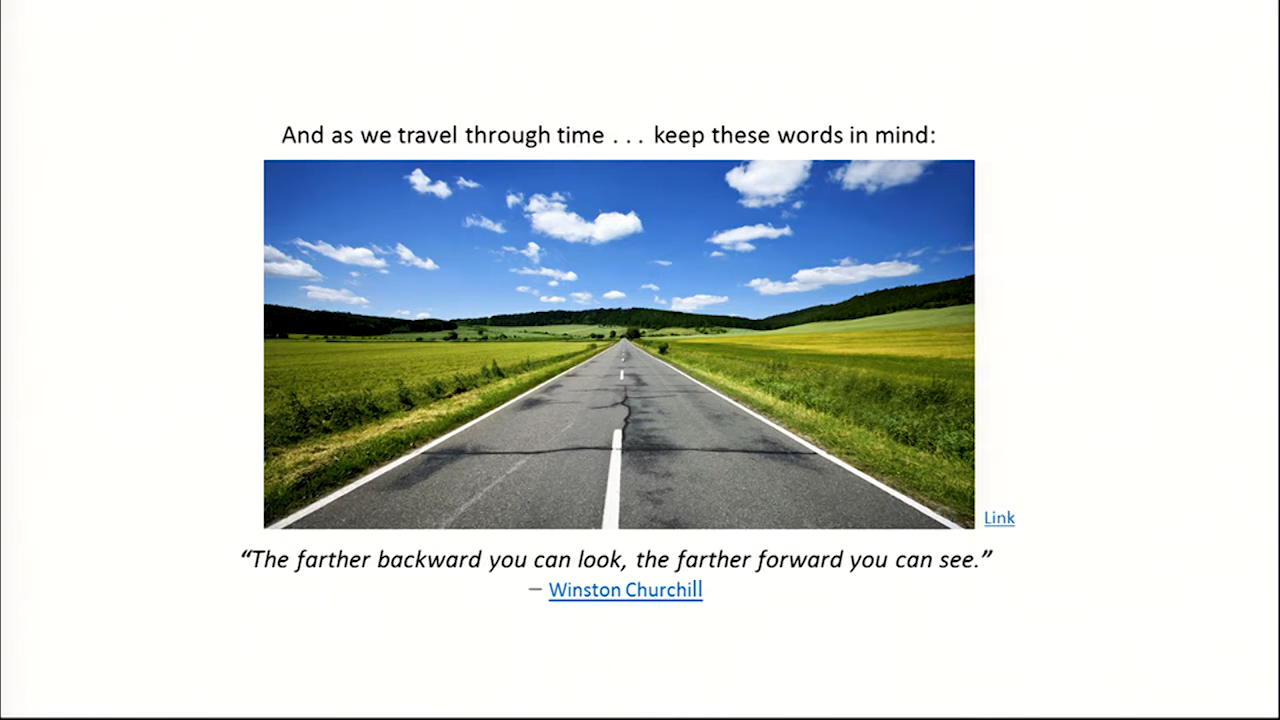 And as we travel through time . . . keep these words in mind:
Link
“The farther backward you can look, the farther forward you can see.”
– Winston Churchill